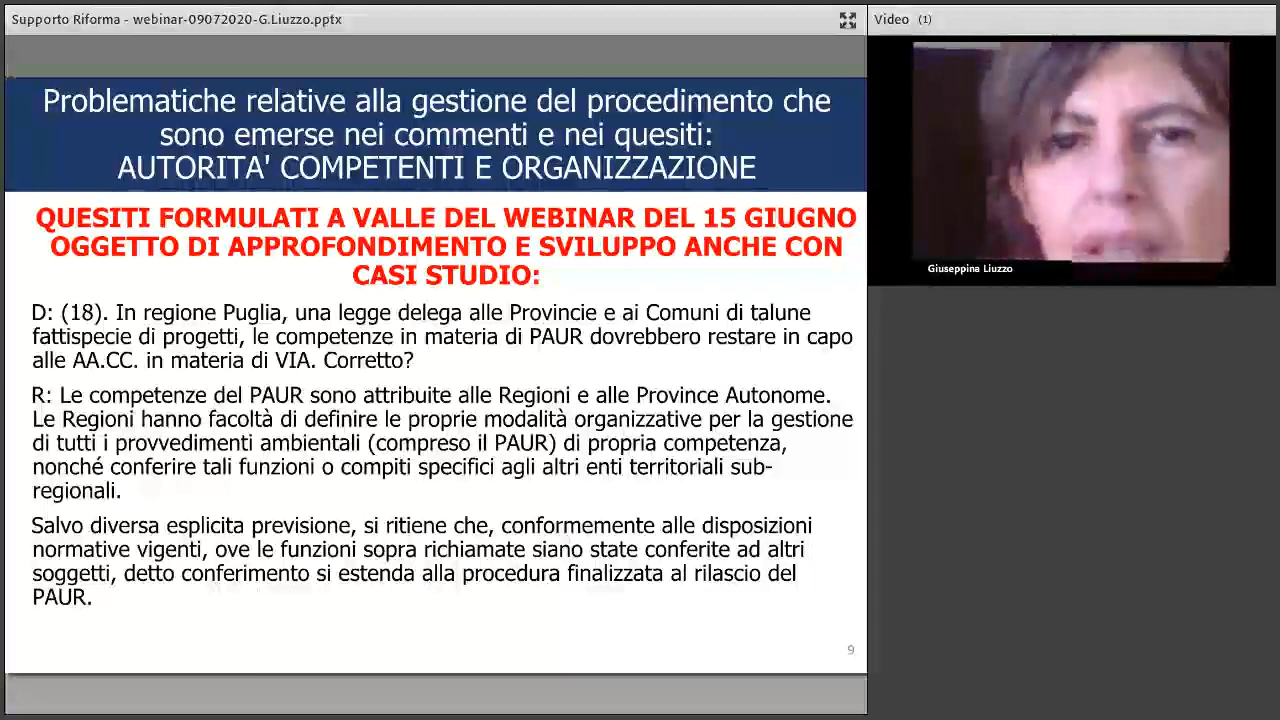 Supporto Riforma - webinar-09072020-G.Liuzzo.pptx
Video (1)
Problematiche relative alla gestione del procedimento che
sono emerse nei commenti e nei quesiti:
AUTORITA' COMPETENTI E ORGANIZZAZIONE
QUESITI FORMULATI A VALLE DEL WEBINAR DEL 15 GIUGNO
OGGETTO DI APPROFONDIMENTO E SVILUPPO ANCHE CON
CASI STUDIO:
D: (18). In regione Puglia, una legge delega alle Provincie e ai Comuni di talune
fattispecie di progetti, le competenze in materia di PAUR dovrebbero restare in capo
alle AA.CC. in materia di VIA. Corretto?
R: Le competenze del PAUR sono attribuite alle Regioni e alle Province Autonome.
Le Regioni hanno facoltà di definire le proprie modalità organizzative per la gestione
di tutti i provvedimenti ambientali (compreso il PAUR) di propria competenza,
nonché conferire tali funzioni o compiti specifici agli altri enti territoriali sub-
regionali.
Salvo diversa esplicita previsione, si ritiene che, conformemente alle disposizioni
normative vigenti, ove le funzioni sopra richiamate siano state conferite ad altri
soggetti, detto conferimento si estenda alla procedura finalizzata al rilascio del
PAUR.
9
Giuseppina Liuzzo